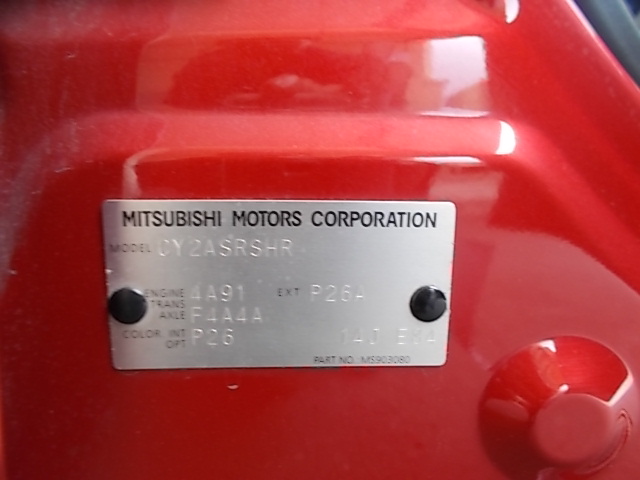 MITSUBISHI MOTORS CORPORATION
MODEL CY2ASRSHR
ENGINE 4A91 EXT P26A
TRANS
AXLE F4A4A
COLOR. INT P26
OPT
PART NO. MS903080